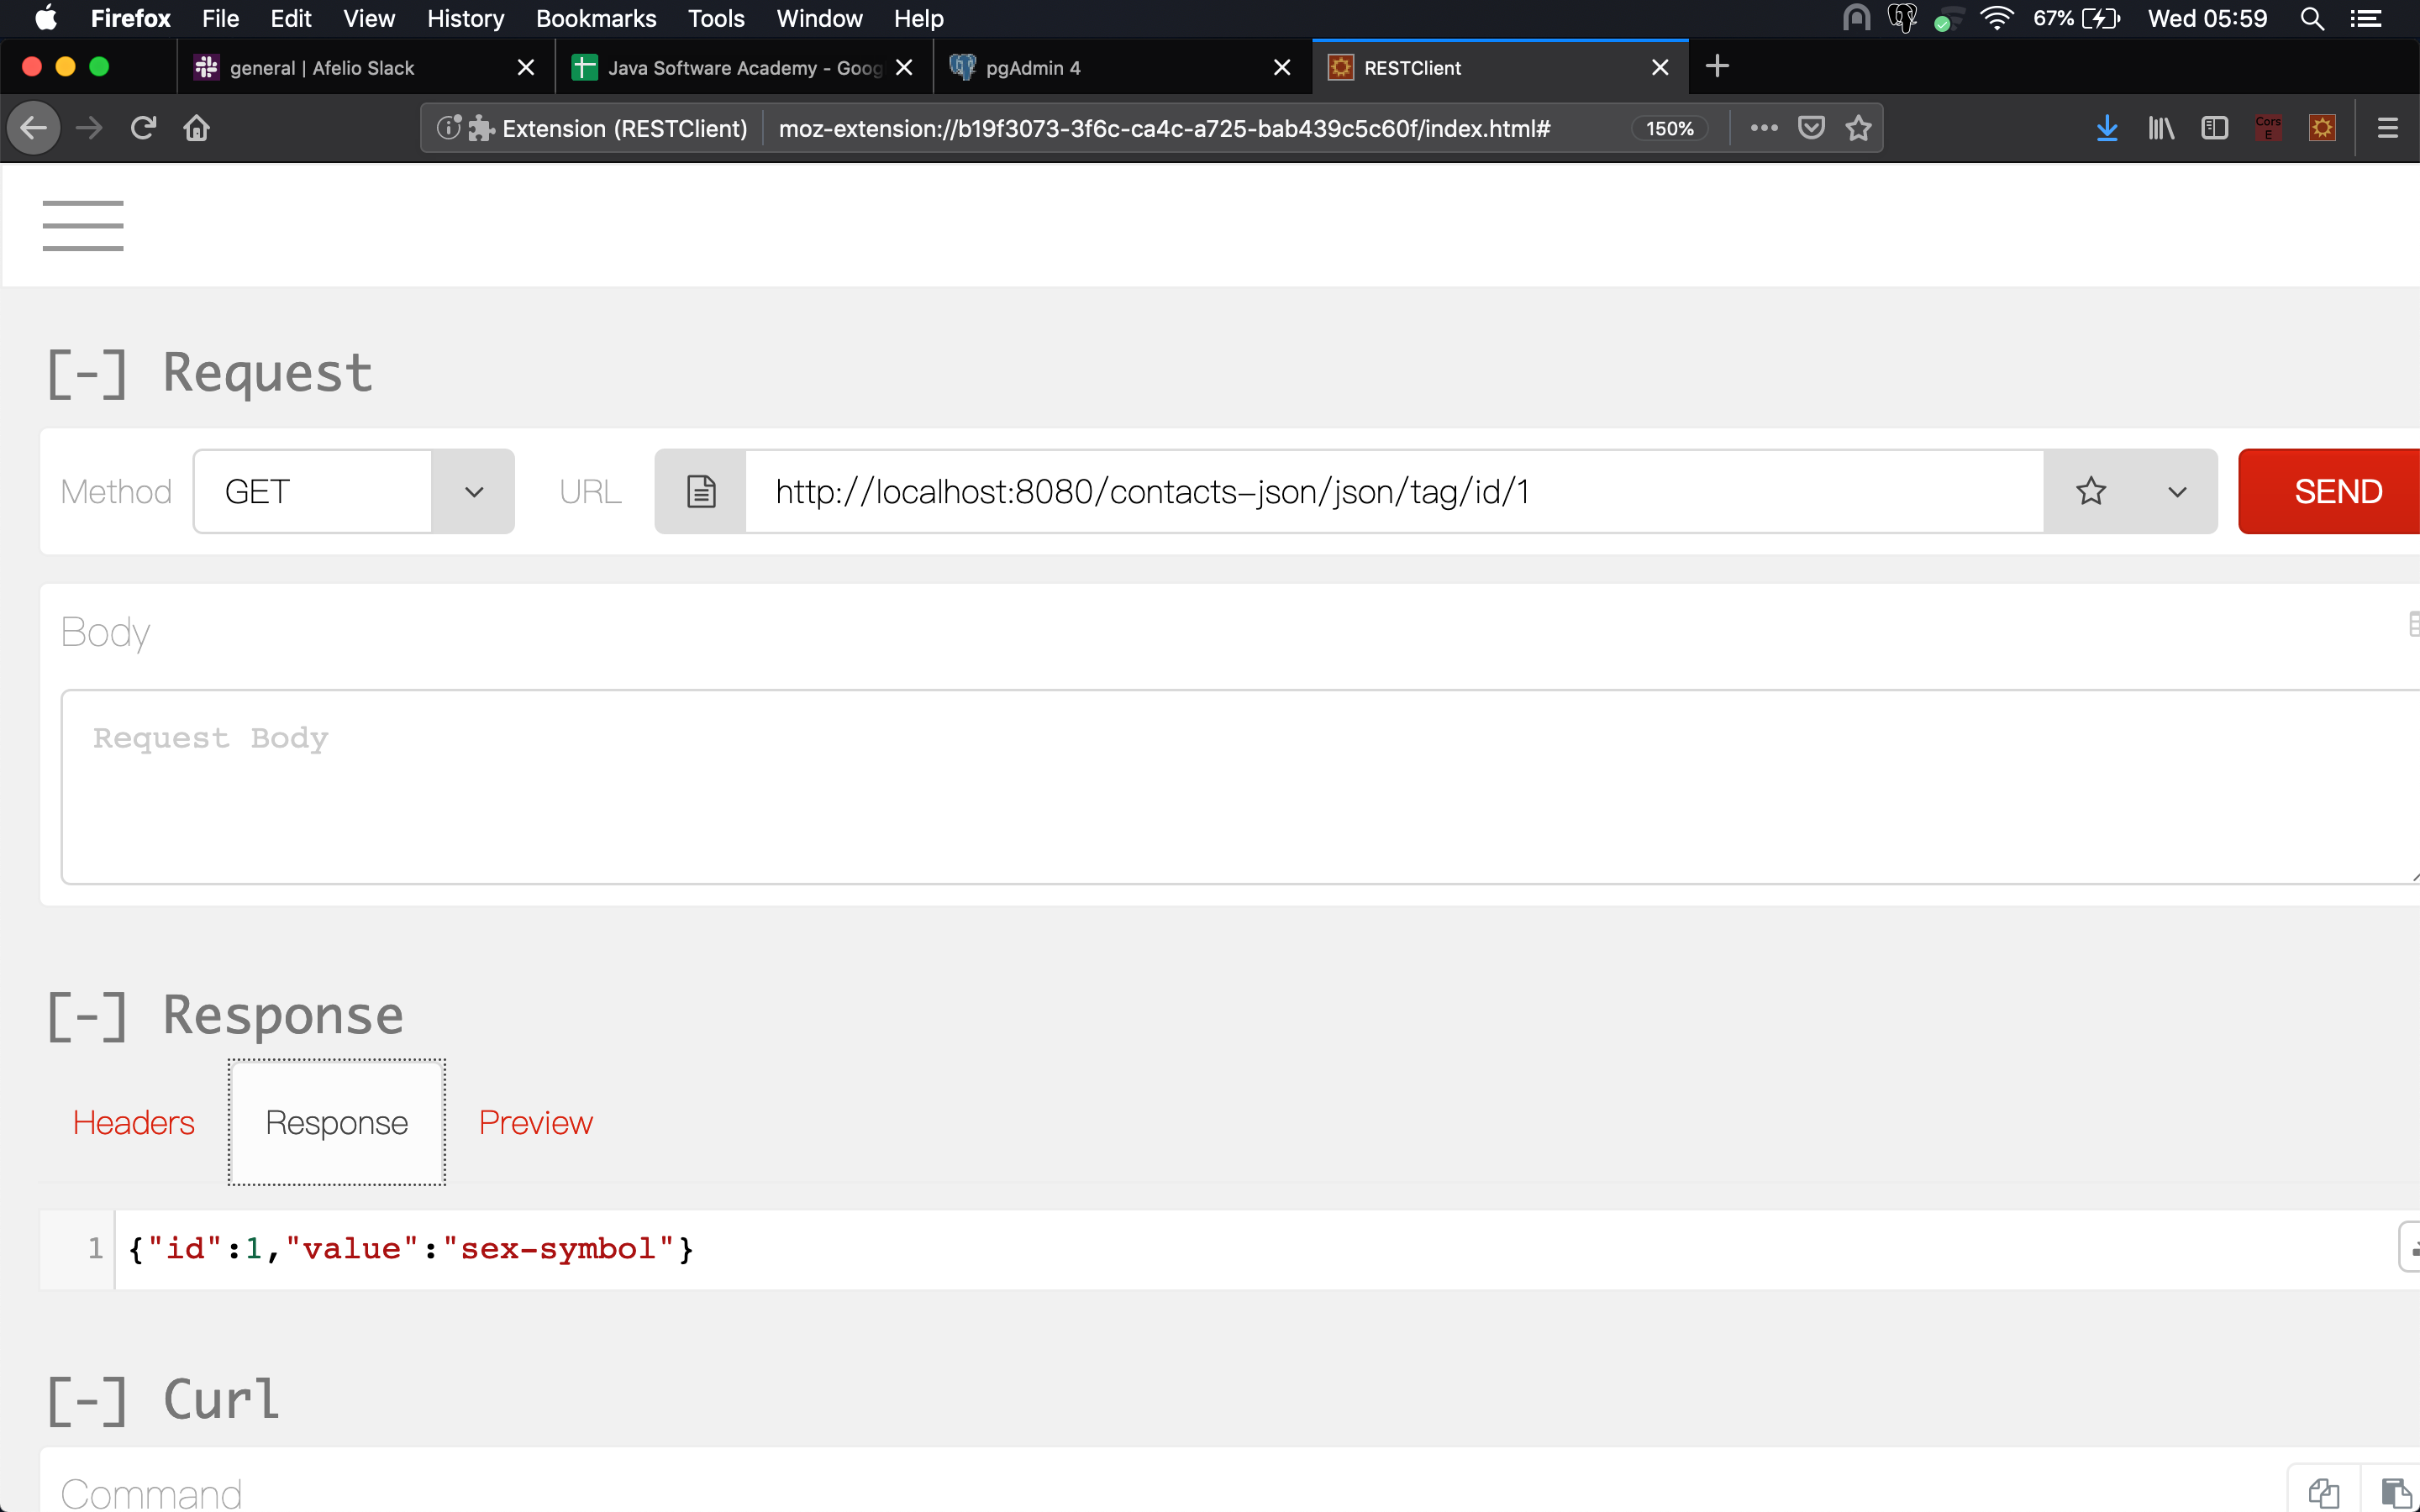 Firefox File Edit View History Bookmarks Tools Window Help 67% Wed 05:59
general | Afelio Slack Java Software Academy - Goog pgAdmin 4 RESTClient
Extension (RESTClient) moz-extension://b19f3073-3f6c-ca4c-a725-bab439c5c60f/index.html# 150% Cors E
[-] Request
Method GET URL http://localhost:8080/contacts-json/json/tag/id/1 SEND
Body
Request Body
[-] Response
Headers Response Preview
1 {"id":1,"value":"sex-symbol"}
[-] Curl
Command